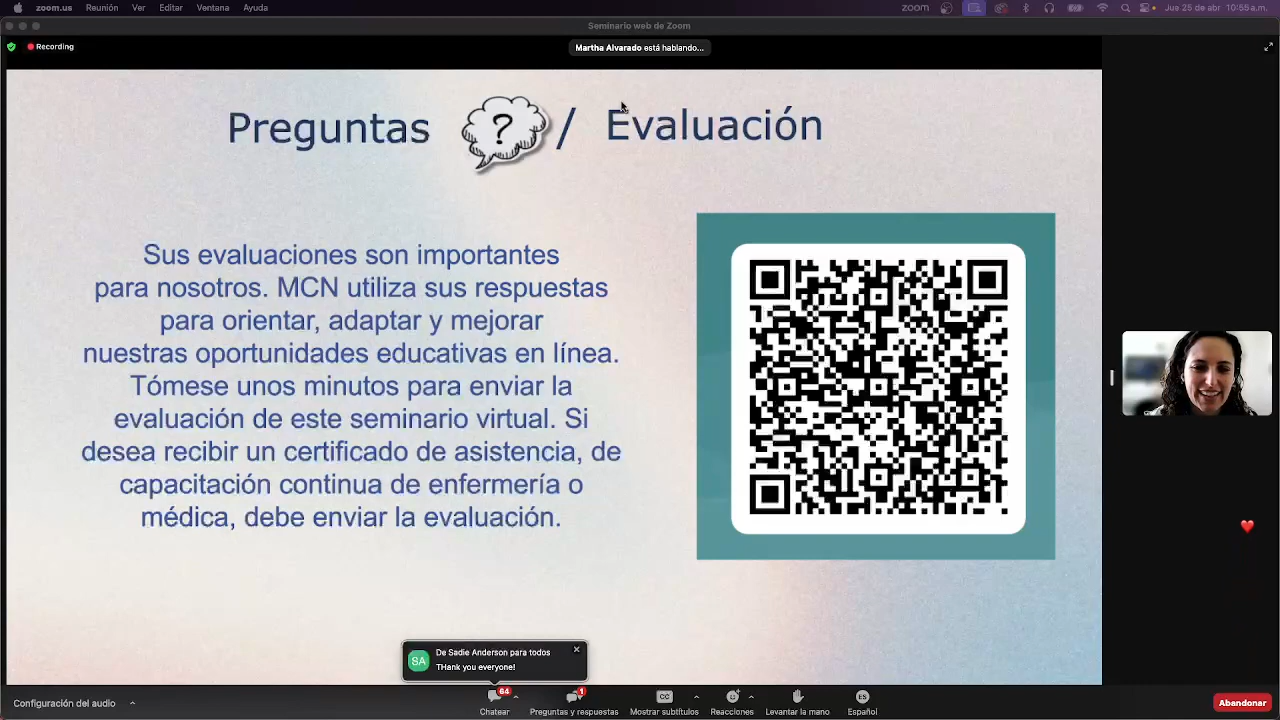 zoom.us Reunión Ver Editar Ventana Ayuda
zoom
Jue 25 de abr 10:55 a.m.
Seminario web de Zoom
Recording
Martha Alvarado está hablando...
Preguntas ? / Evaluación
Sus evaluaciones son importantes
para nosotros. MCN utiliza sus respuestas
para orientar, adaptar y mejorar
nuestras oportunidades educativas en línea.
Tómese unos minutos para enviar la
evaluación de este seminario virtual. Si
desea recibir un certificado de asistencia, de
capacitación continua de enfermería o
médica, debe enviar la evaluación.
SA
De Sadie Anderson para todos
THank you everyone!
Configuración del audio
64
Chatear
1
Preguntas y respuestas
CC
Mostrar subtítulos
Reacciones
Levantar la mano
ES
Español
Abandonar